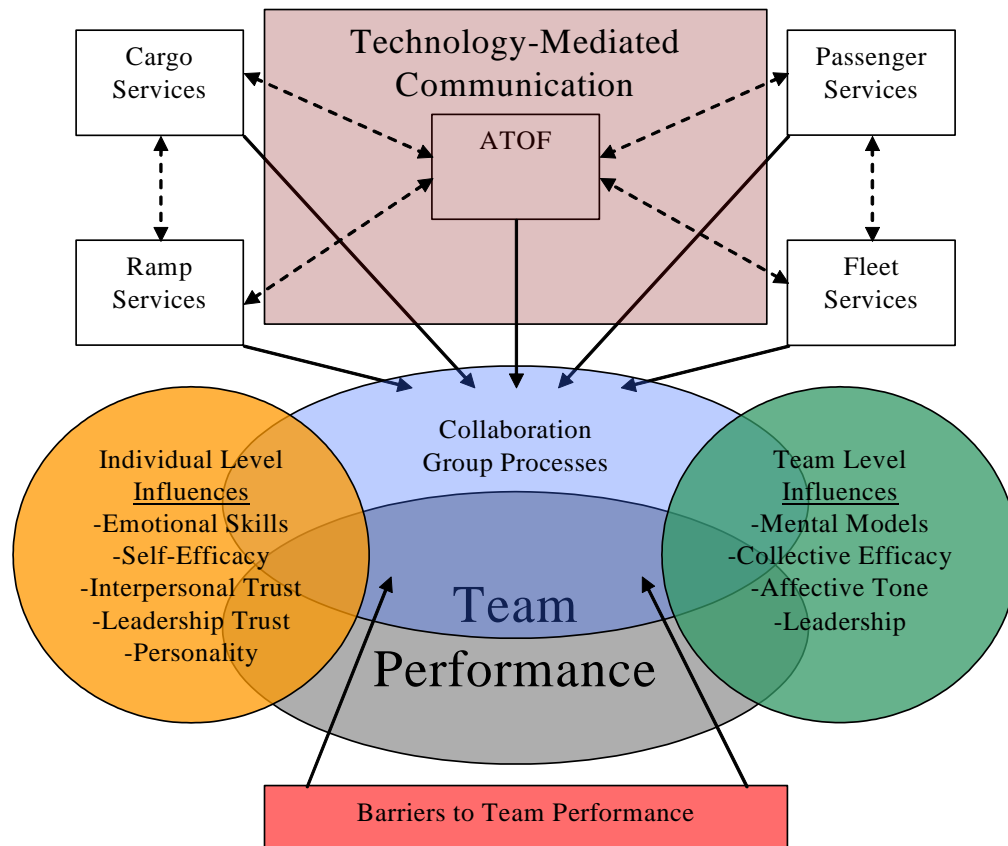 Technology-Mediated
Communication
Cargo
Services
Passenger
Services
ATOF
Ramp
Services
Fleet
Services
Collaboration
Group Processes
Individual Level
Influences
-Emotional Skills
-Self-Efficacy
-Interpersonal Trust
-Leadership Trust
-Personality
Team Level
Influences
-Mental Models
-Collective Efficacy
-Affective Tone
-Leadership
Team
Performance
Barriers to Team Performance